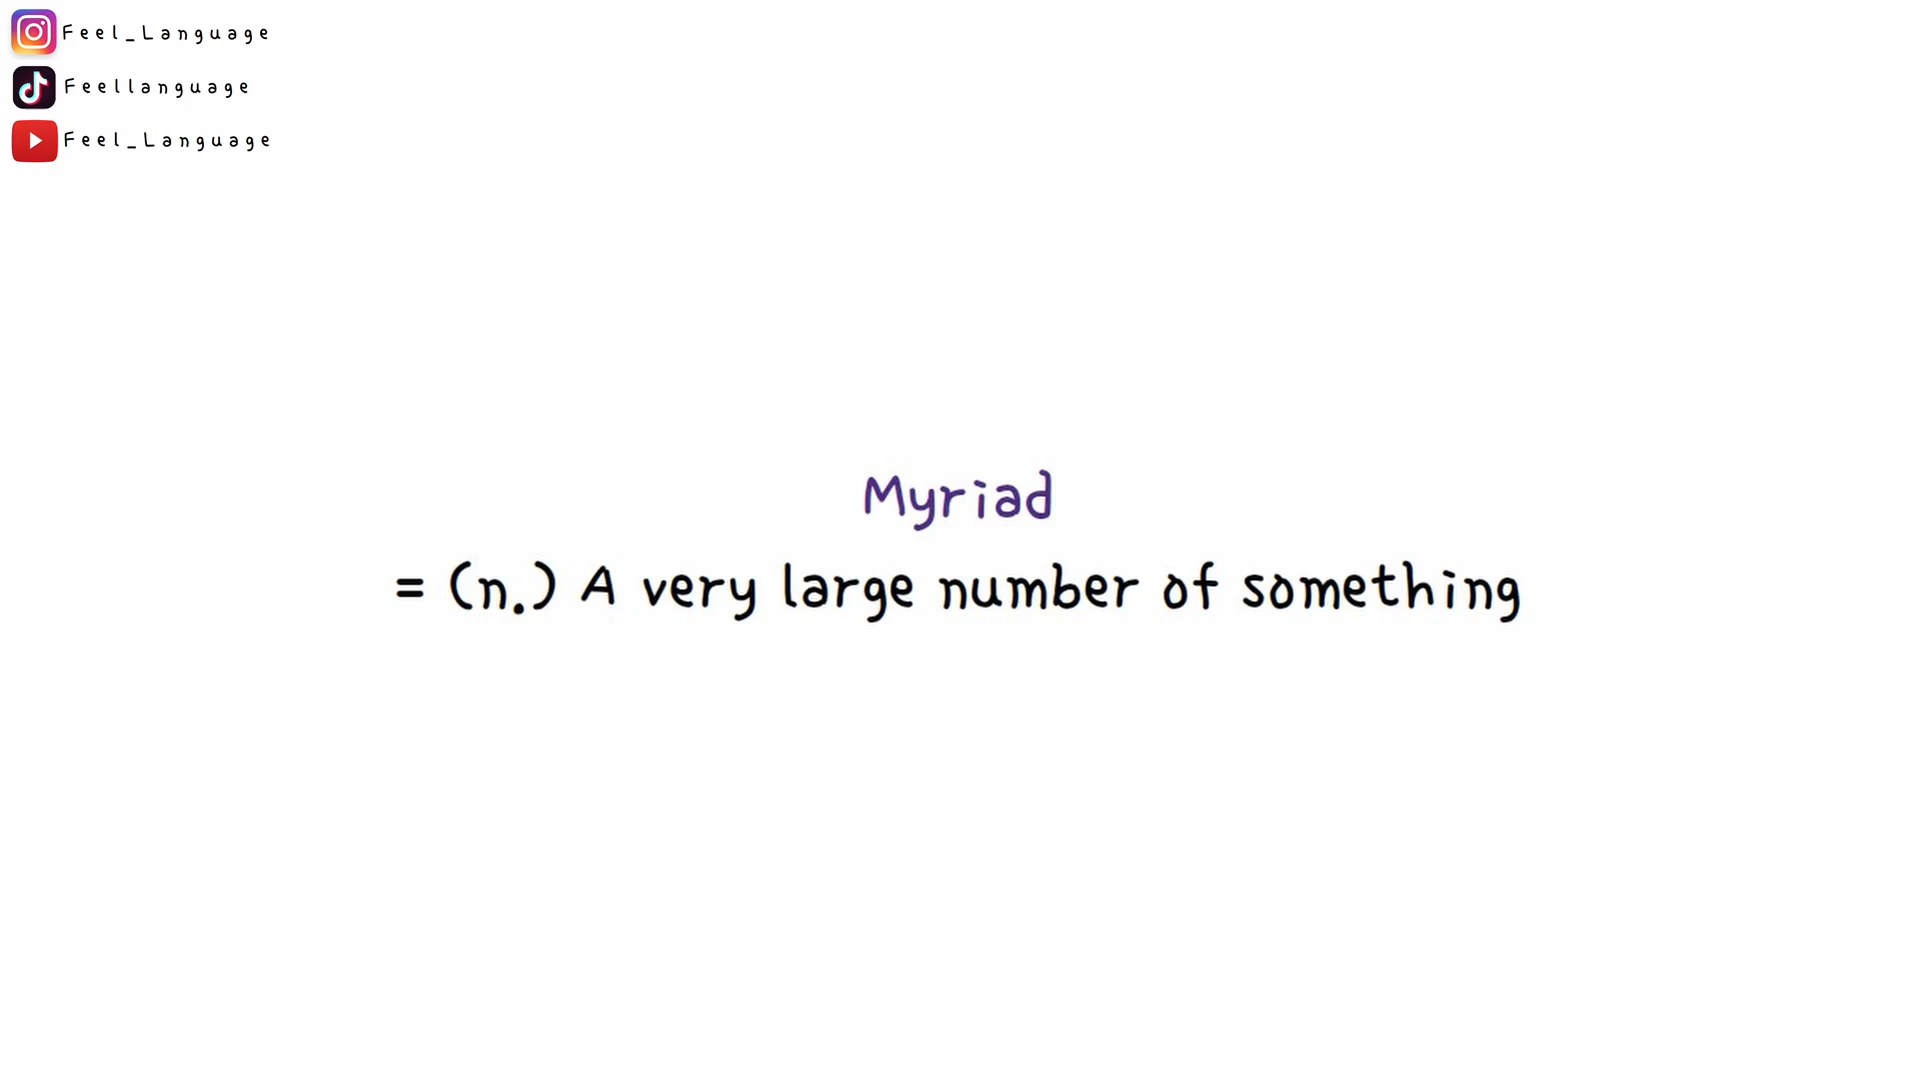 Feel_Language
Feellanguage
Feel_Language
Myriad
= (n.) A very large number of something